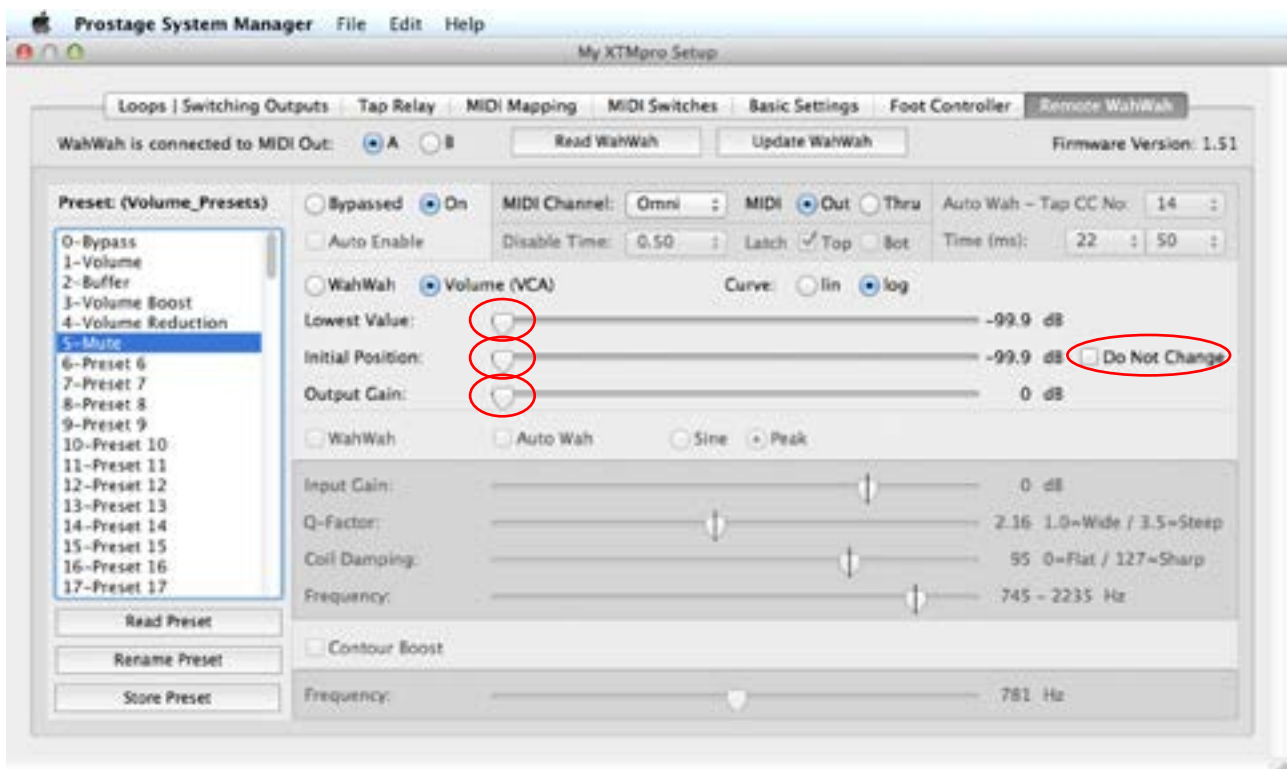 Prostage System Manager File Edit Help
My XTMpro Setup
Loops | Switching Outputs Tap Relay MIDI Mapping MIDI Switches Basic Settings Foot Controller Remote WahWah
WahWah is connected to MIDI Out: A B Read WahWah Update WahWah Firmware Version: 1.51
Preset: (Volume_Presets) Bypassed On MIDI Channel: Omni MIDI Out Thru Auto Wah - Tap CC No: 14
0-Bypass Auto Enable Disable Time: 0.50 Latch Top Bot Time (ms): 22 50
1-Volume
2-Buffer WahWah Volume (VCA) Curve: lin log
3-Volume Boost
4-Volume Reduction Lowest Value: -99.9 dB
5-Mute
6-Preset 6 Initial Position: -99.9 dB Do Not Change
7-Preset 7
8-Preset 8 Output Gain: 0 dB
9-Preset 9
10-Preset 10 WahWah Auto Wah Sine Peak
11-Preset 11
12-Preset 12 Input Gain: 0 dB
13-Preset 13
14-Preset 14 Q-Factor: 2.16 1.0=Wide / 3.5=Steep
15-Preset 15
16-Preset 16 Coil Damping: 95 0=Flat / 127=Sharp
17-Preset 17
Frequency: 745 - 2235 Hz
Read Preset
Contour Boost
Rename Preset
Store Preset Frequency: 781 Hz